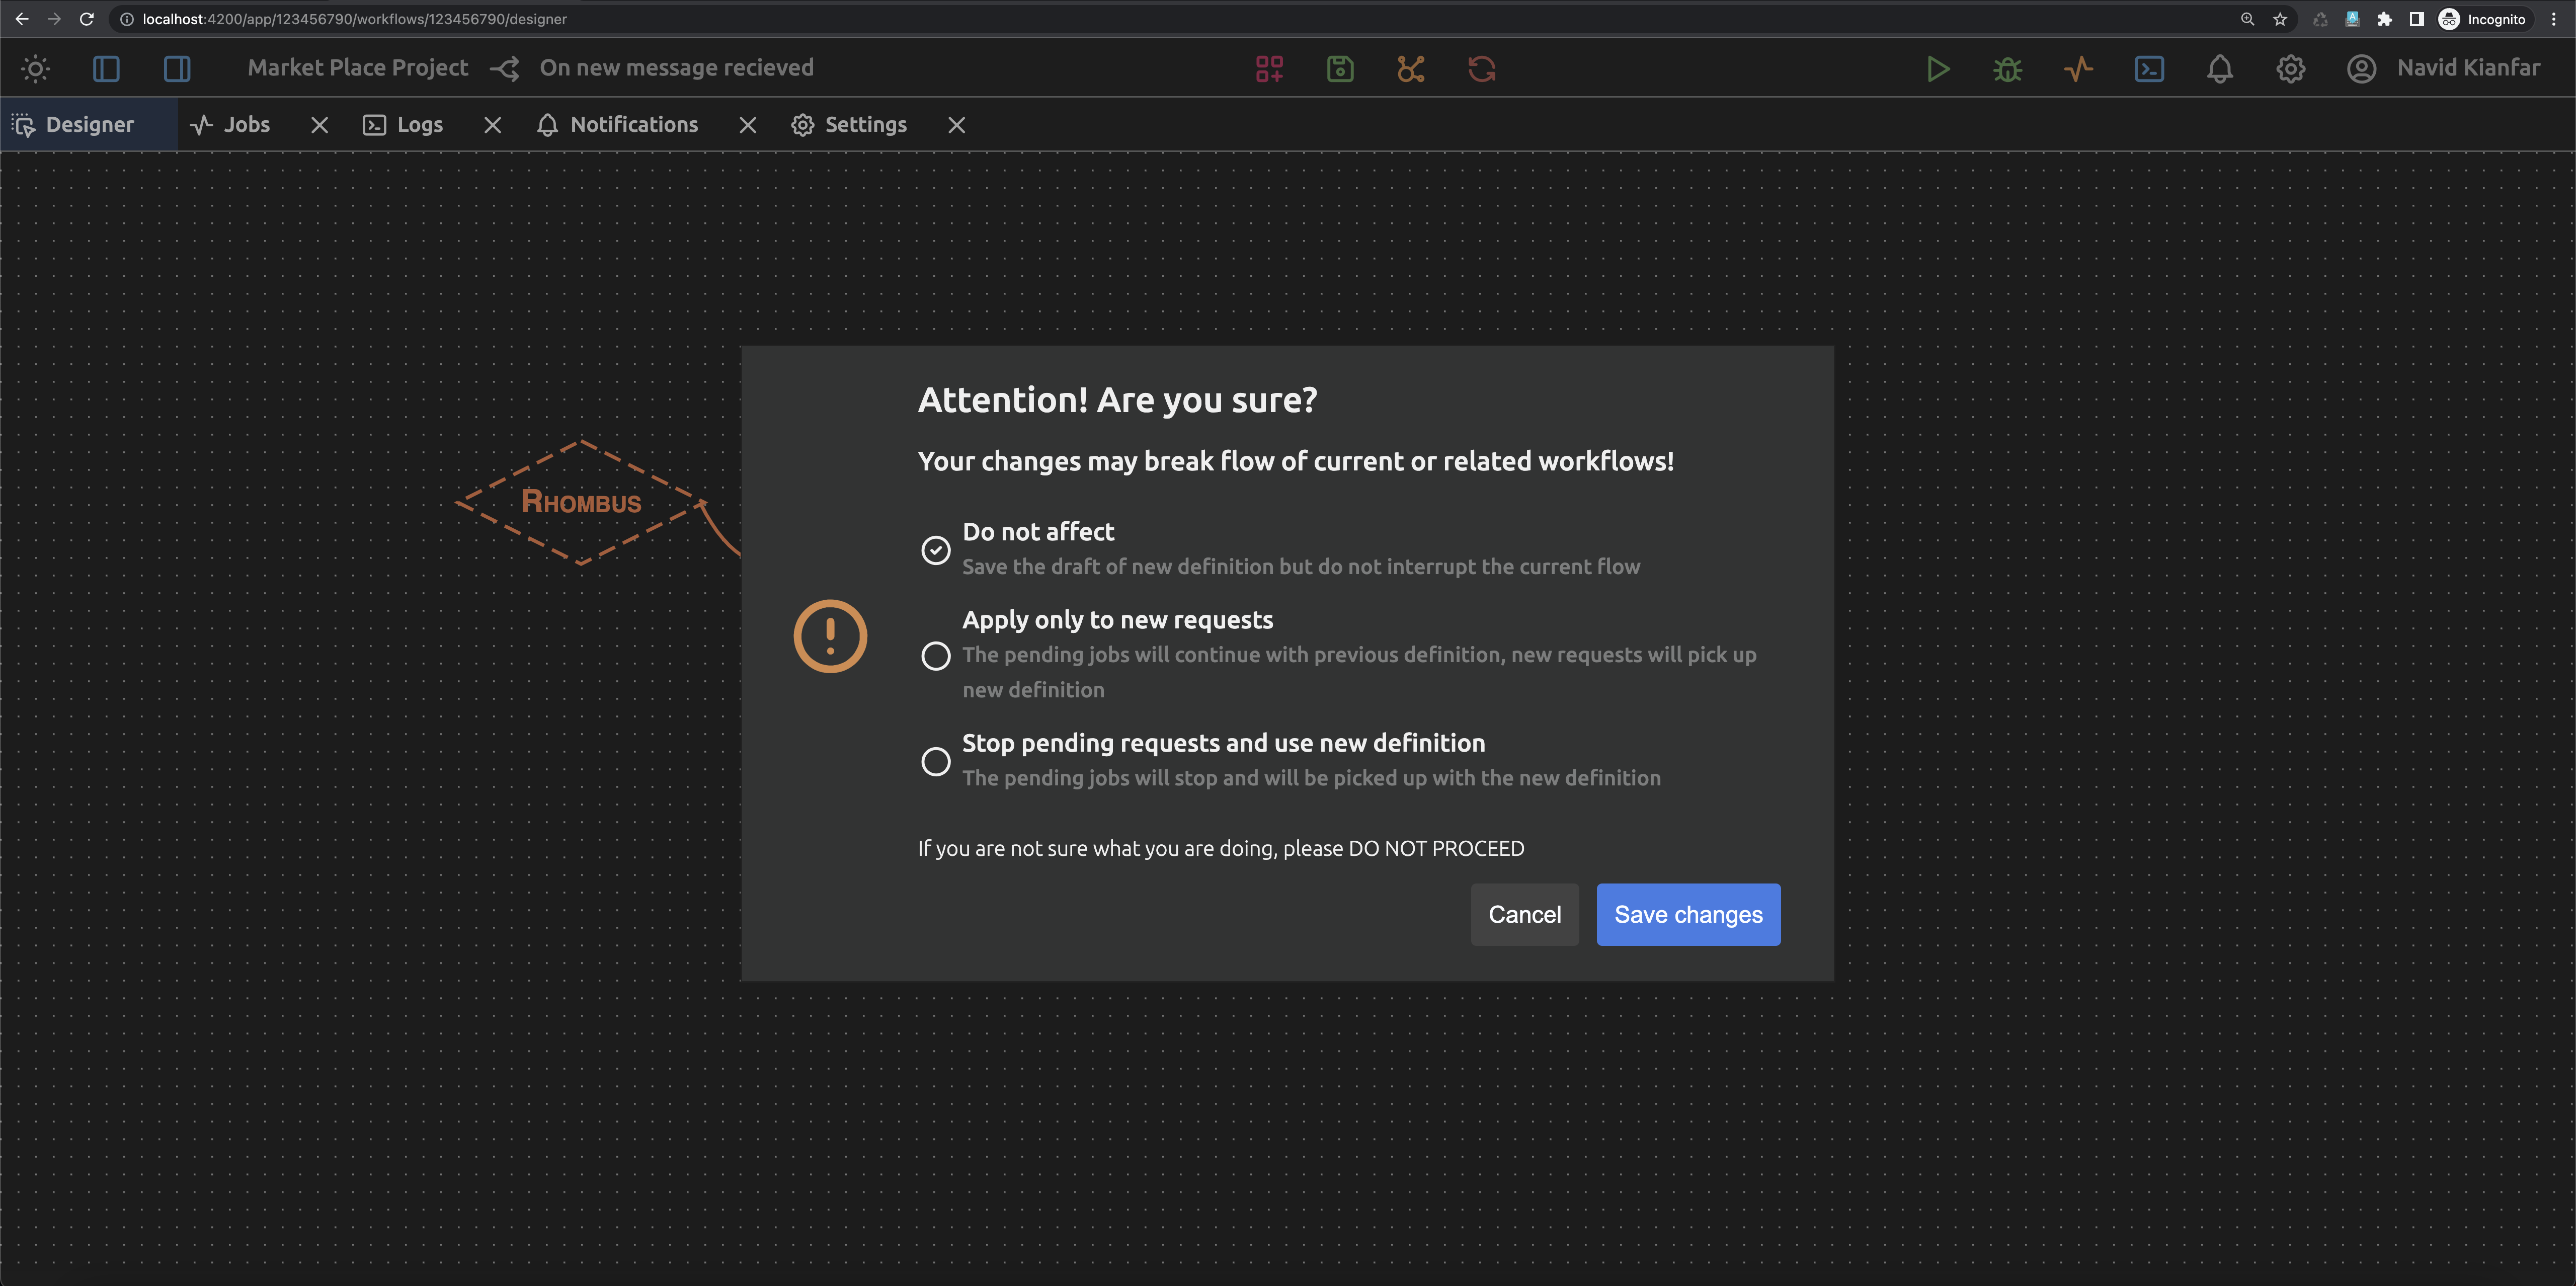 localhost:4200/app/123456790/workflows/123456790/designer
Incognito
Market Place Project
On new message recieved
Navid Kianfar
Designer
Jobs
Logs
Notifications
Settings
Attention! Are you sure?
Your changes may break flow of current or related workflows!
RHOMBUS
Do not affect
Save the draft of new definition but do not interrupt the current flow
Apply only to new requests
The pending jobs will continue with previous definition, new requests will pick up
new definition
Stop pending requests and use new definition
The pending jobs will stop and will be picked up with the new definition
If you are not sure what you are doing, please DO NOT PROCEED
Cancel
Save changes